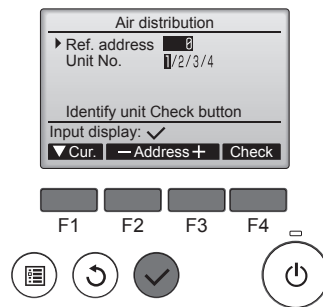 Air distribution
Ref. address 0
Unit No. 1/2/3/4
Identify unit Check button
Input display: ✓
▼ Cur. − Address + Check
F1 F2 F3 F4